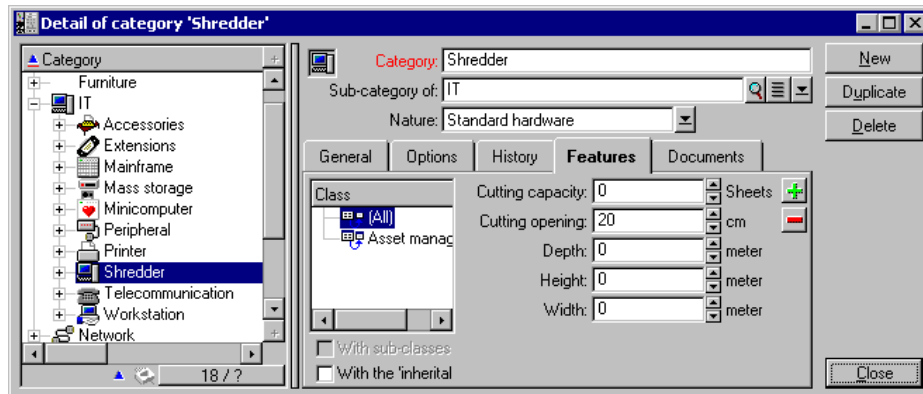 Detail of category 'Shredder'
Category
Furniture
IT
Accessories
Extensions
Mainframe
Mass storage
Minicomputer
Peripheral
Printer
Shredder
Telecommunication
Workstation
Network
18 / ?
Category: Shredder
Sub-category of: IT
Nature: Standard hardware
General Options History Features Documents
Class
(All)
Asset manag
With sub-classes
With the 'inherital
Cutting capacity: 0 Sheets
Cutting opening: 20 cm
Depth: 0 meter
Height: 0 meter
Width: 0 meter
New
Duplicate
Delete
Close